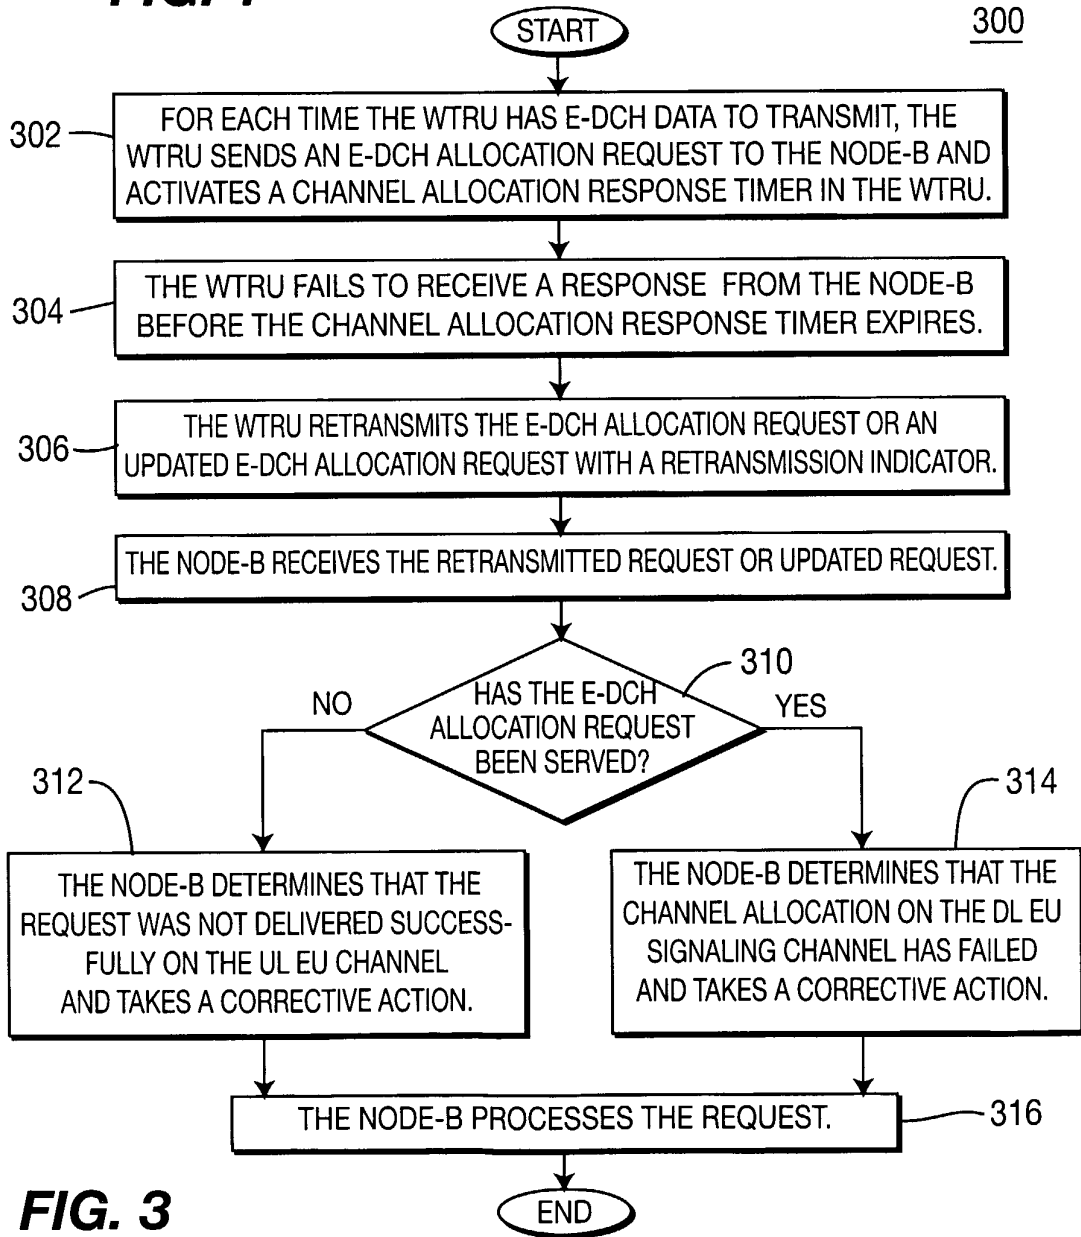 START
300
302
FOR EACH TIME THE WTRU HAS E-DCH DATA TO TRANSMIT, THE
WTRU SENDS AN E-DCH ALLOCATION REQUEST TO THE NODE-B AND
ACTIVATES A CHANNEL ALLOCATION RESPONSE TIMER IN THE WTRU.
304
THE WTRU FAILS TO RECEIVE A RESPONSE FROM THE NODE-B
BEFORE THE CHANNEL ALLOCATION RESPONSE TIMER EXPIRES.
306
THE WTRU RETRANSMITS THE E-DCH ALLOCATION REQUEST OR AN
UPDATED E-DCH ALLOCATION REQUEST WITH A RETRANSMISSION INDICATOR.
308
THE NODE-B RECEIVES THE RETRANSMITTED REQUEST OR UPDATED REQUEST.
310
HAS THE E-DCH
ALLOCATION REQUEST
BEEN SERVED?
NO
YES
312
THE NODE-B DETERMINES THAT THE
REQUEST WAS NOT DELIVERED SUCCESS-
FULLY ON THE UL EU CHANNEL
AND TAKES A CORRECTIVE ACTION.
314
THE NODE-B DETERMINES THAT THE
CHANNEL ALLOCATION ON THE DL EU
SIGNALING CHANNEL HAS FAILED
AND TAKES A CORRECTIVE ACTION.
THE NODE-B PROCESSES THE REQUEST.
316
END
FIG. 3